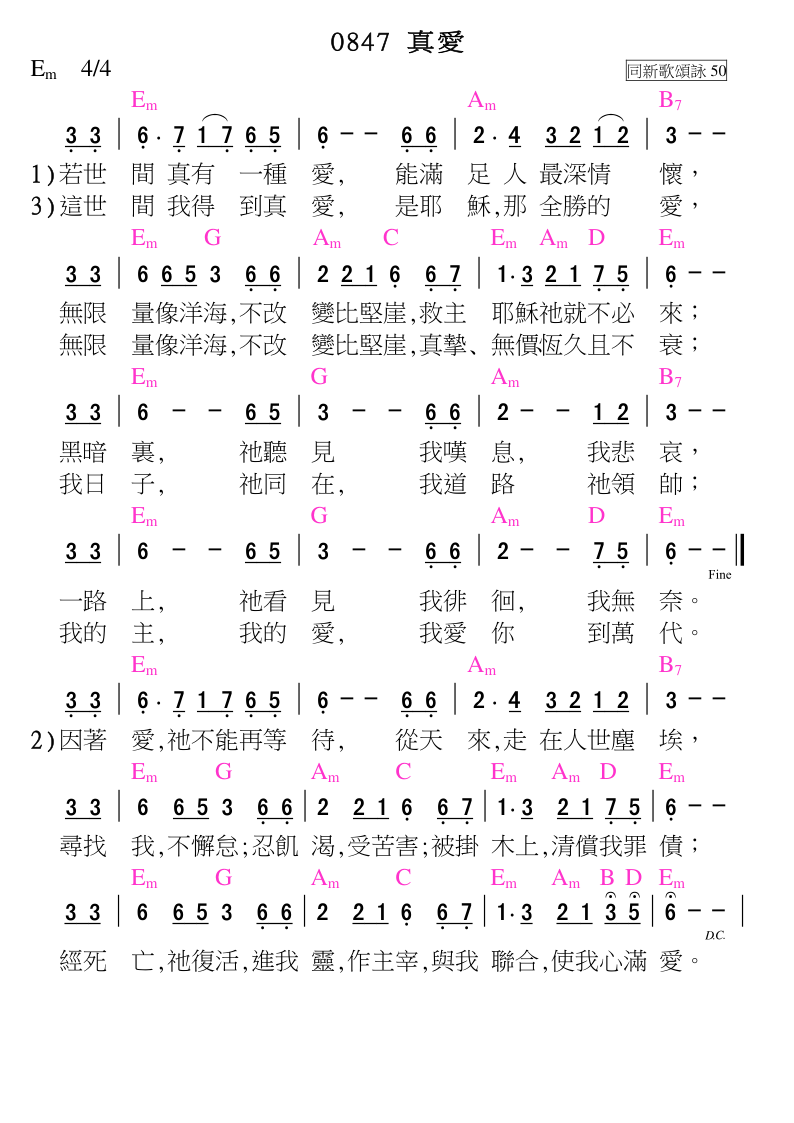 0847 真愛
Em 4/4 同新歌頌詠 50
Em Am B7
3 3 | 6 . 7 1 7 6 5 | 6 – – 6 6 | 2 . 4 3 2 1 2 | 3 – –
1)若世 間 真有 一種 愛, 能滿 足 人 最深情 懷,
3)這世 間 我得 到真 愛, 是耶 穌,那 全勝的 愛,
Em G Am C Em Am D Em
3 3 | 6 6 5 3 6 6 | 2 2 1 6 6 7 | 1 . 3 2 1 7 5 | 6 – –
無限 量像洋海,不改 變比堅崖,救主 耶穌祂就不必 來;
無限 量像洋海,不改 變比堅崖,真摯、無價恆久且不 衰;
Em G Am B7
3 3 | 6 – – 6 5 | 3 – – 6 6 | 2 – – 1 2 | 3 – –
黑暗 裏, 祂聽 見 我嘆 息, 我悲 哀,
我日 子, 祂同 在, 我道 路 祂領 帥;
Em G Am D Em
3 3 | 6 – – 6 5 | 3 – – 6 6 | 2 – – 7 5 | 6 – – ‖
Fine
一路 上, 祂看 見 我徘 徊, 我無 奈。
我的 主, 我的 愛, 我愛 你 到萬 代。
Em Am B7
3 3 | 6 . 7 1 7 6 5 | 6 – – 6 6 | 2 . 4 3 2 1 2 | 3 – –
2)因著 愛,祂不能再等 待, 從天 來,走 在人世塵 埃,
Em G Am C Em Am D Em
3 3 | 6 6 5 3 6 6 | 2 2 1 6 6 7 | 1 . 3 2 1 7 5 | 6 – –
尋找 我,不懈怠;忍飢 渴,受苦害;被掛 木上,清償我罪 債;
Em G Am C Em Am B D Em
3 3 | 6 6 5 3 6 6 | 2 2 1 6 6 7 | 1 . 3 2 1 3 5 | 6 – – |
D.C.
經死 亡,祂復活,進我 靈,作主宰,與我 聯合,使我心滿 愛。